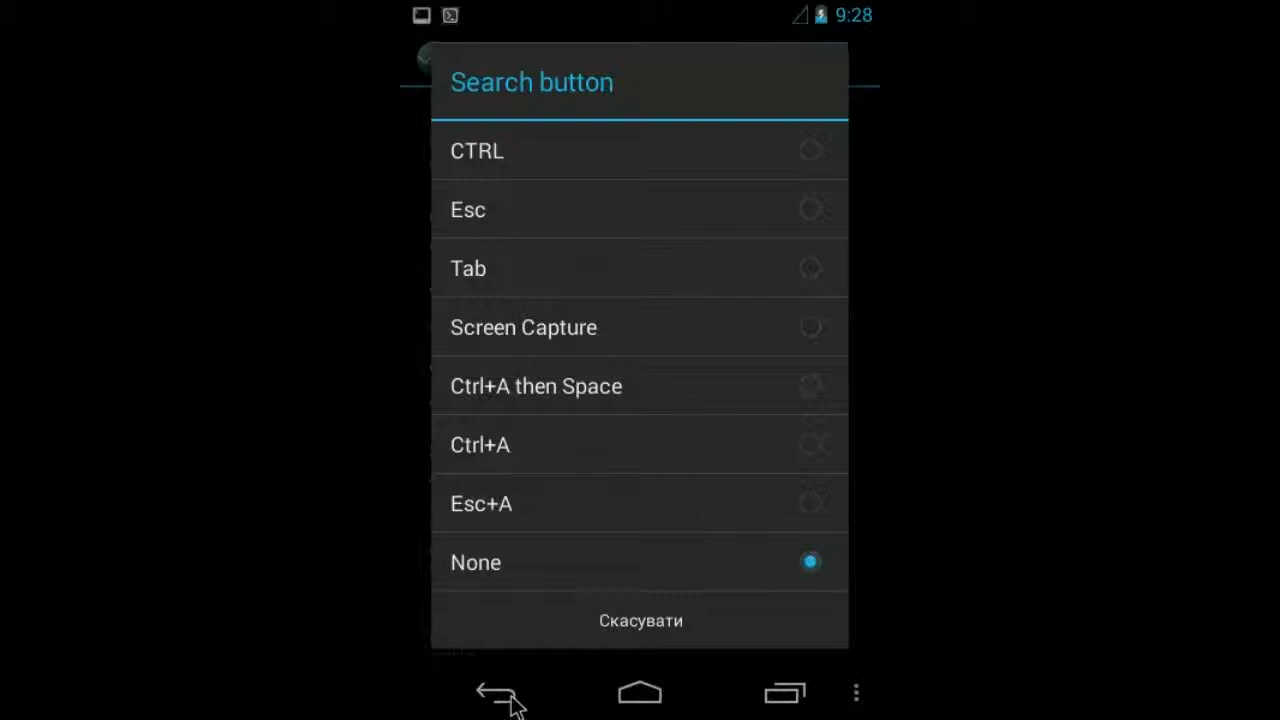 9:28
Search button
CTRL
Esc
Tab
Screen Capture
Ctrl+A then Space
Ctrl+A
Esc+A
None
Скасувати